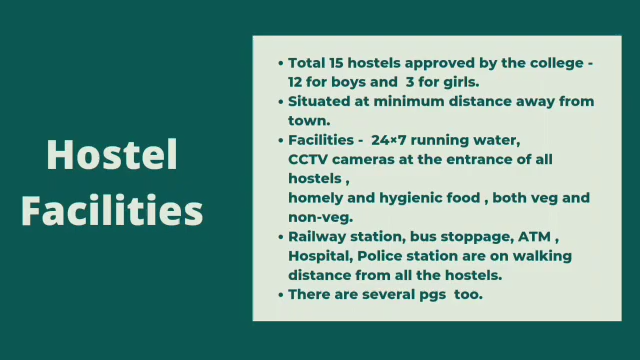 Hostel
Facilities
• Total 15 hostels approved by the college -
12 for boys and  3 for girls.
• Situated at minimum distance away from
town.
• Facilities -  24×7 running water,
CCTV cameras at the entrance of all
hostels ,
homely and hygienic food , both veg and
non-veg.
• Railway station, bus stoppage, ATM ,
Hospital, Police station are on walking
distance from all the hostels.
• There are several pgs  too.